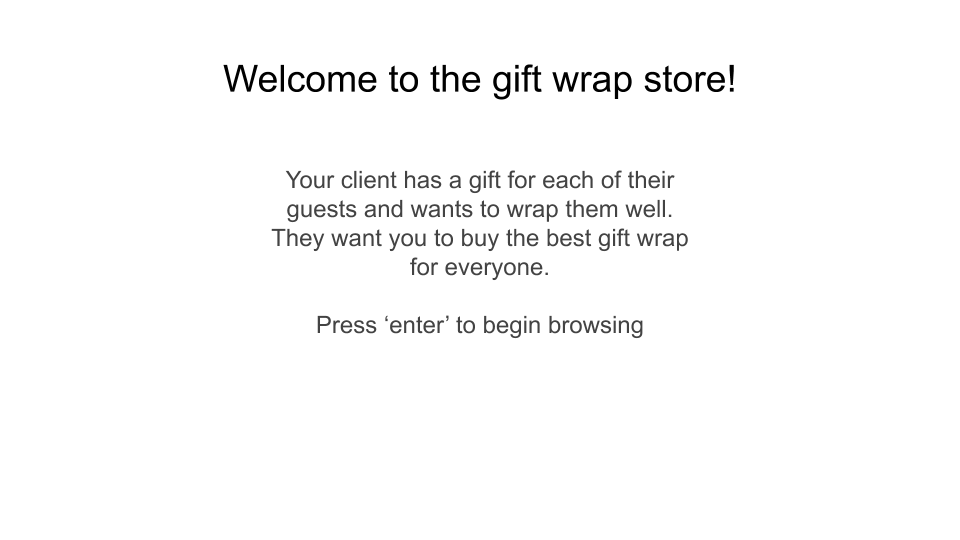 Welcome to the gift wrap store!
Your client has a gift for each of their
guests and wants to wrap them well.
They want you to buy the best gift wrap
for everyone.
Press ‘enter’ to begin browsing